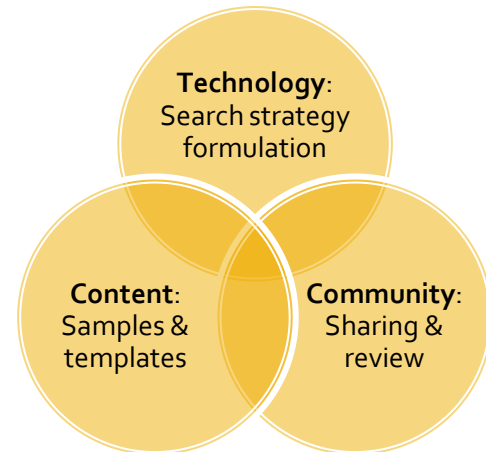 Technology:
Search strategy
formulation
Content:
Samples &
templates
Community:
Sharing &
review